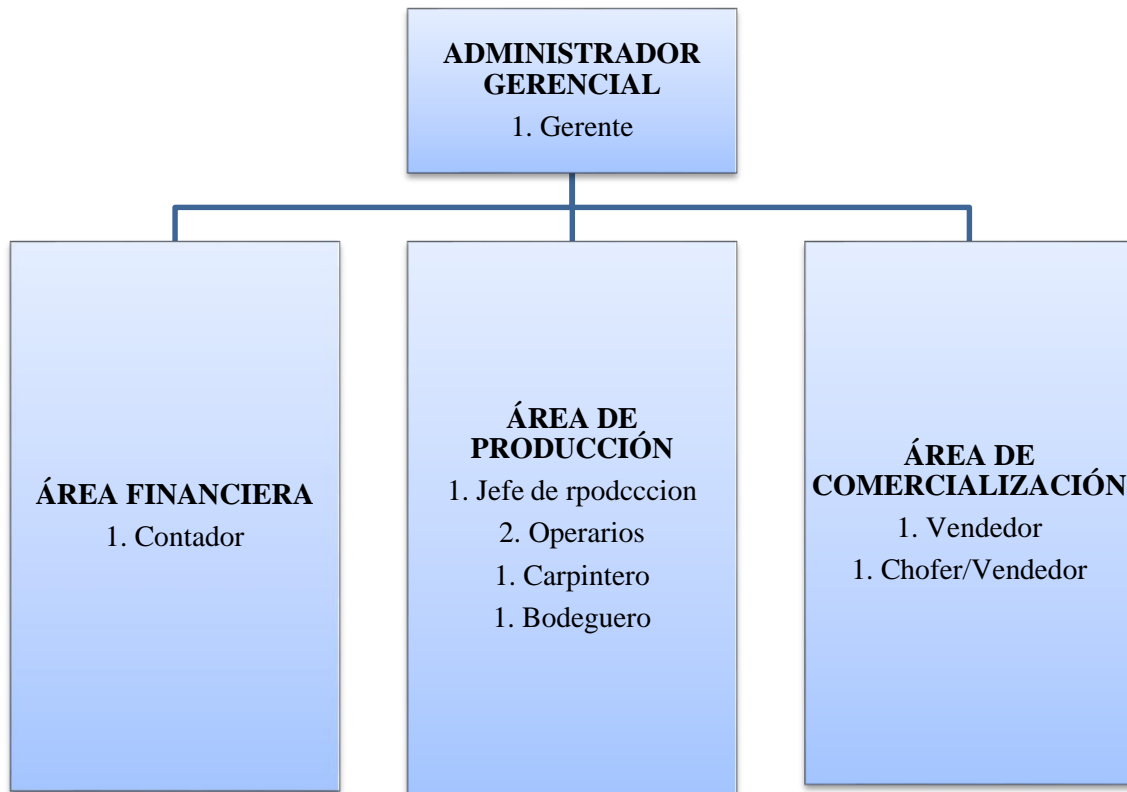 ADMINISTRADOR
GERENCIAL
1. Gerente
ÁREA FINANCIERA
1. Contador
ÁREA DE
PRODUCCIÓN
1. Jefe de rpodcccion
2. Operarios
1. Carpintero
1. Bodeguero
ÁREA DE
COMERCIALIZACIÓN
1. Vendedor
1. Chofer/Vendedor